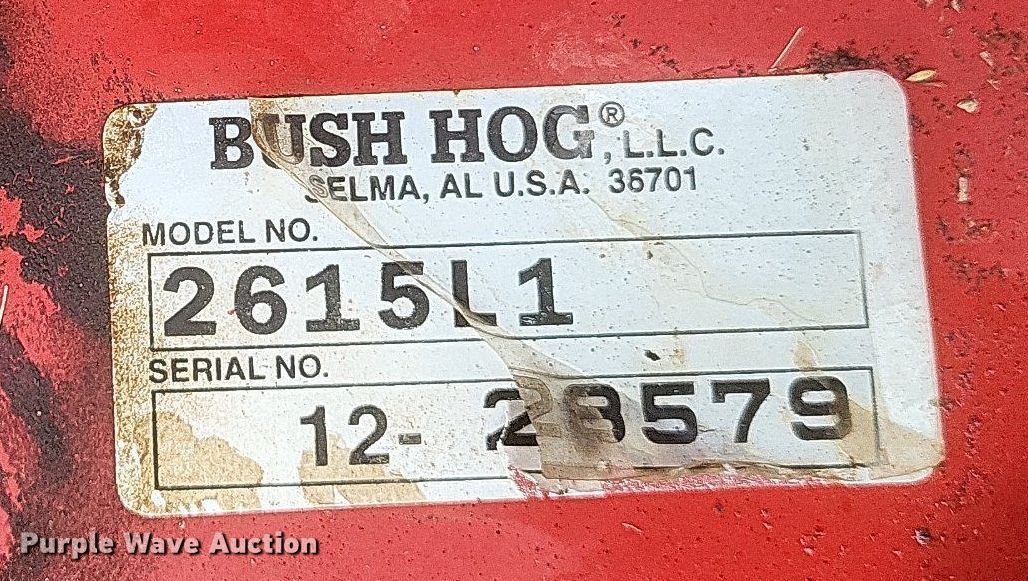 BUSH HOG®, L.L.C.
SELMA, AL U.S.A. 36701
MODEL NO.
2615L1
SERIAL NO.
12- 28579
Purple Wave Auction